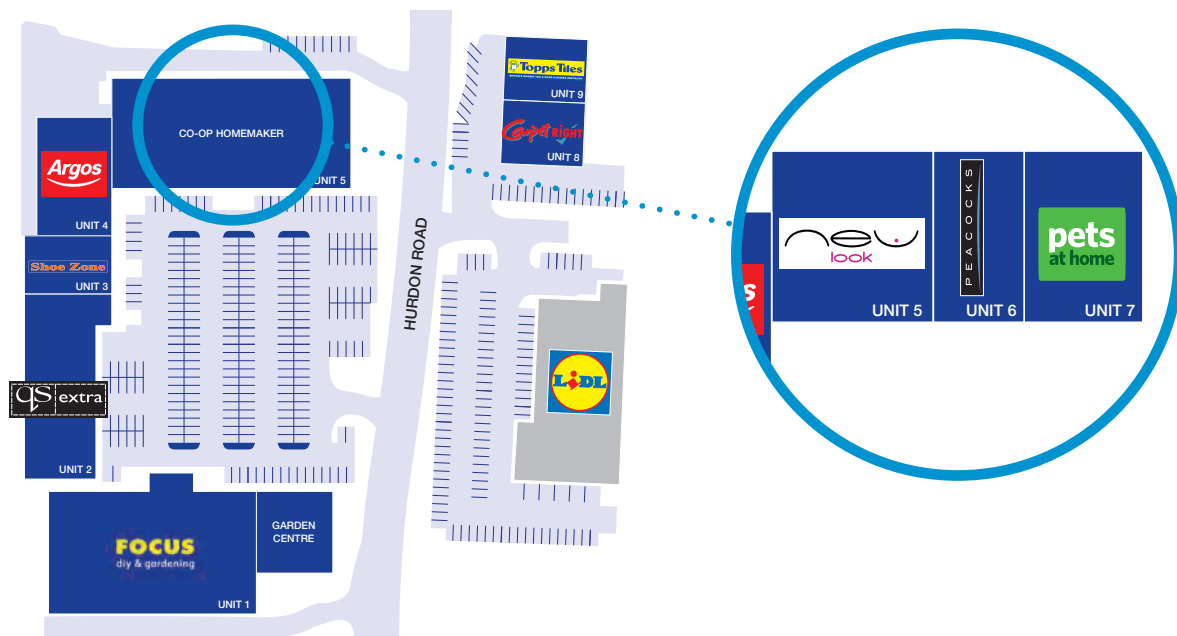 Topps Tiles
UNIT 9
Carpet RIGHT
UNIT 8
CO-OP HOMEMAKER
UNIT 5
Argos
UNIT 4
Shoe Zone
UNIT 3
qs extra
UNIT 2
FOCUS
diy & gardening
UNIT 1
GARDEN
CENTRE
HURDON ROAD
LiDL
s
new
look
UNIT 5
PEACOCKS
UNIT 6
pets
at home
UNIT 7